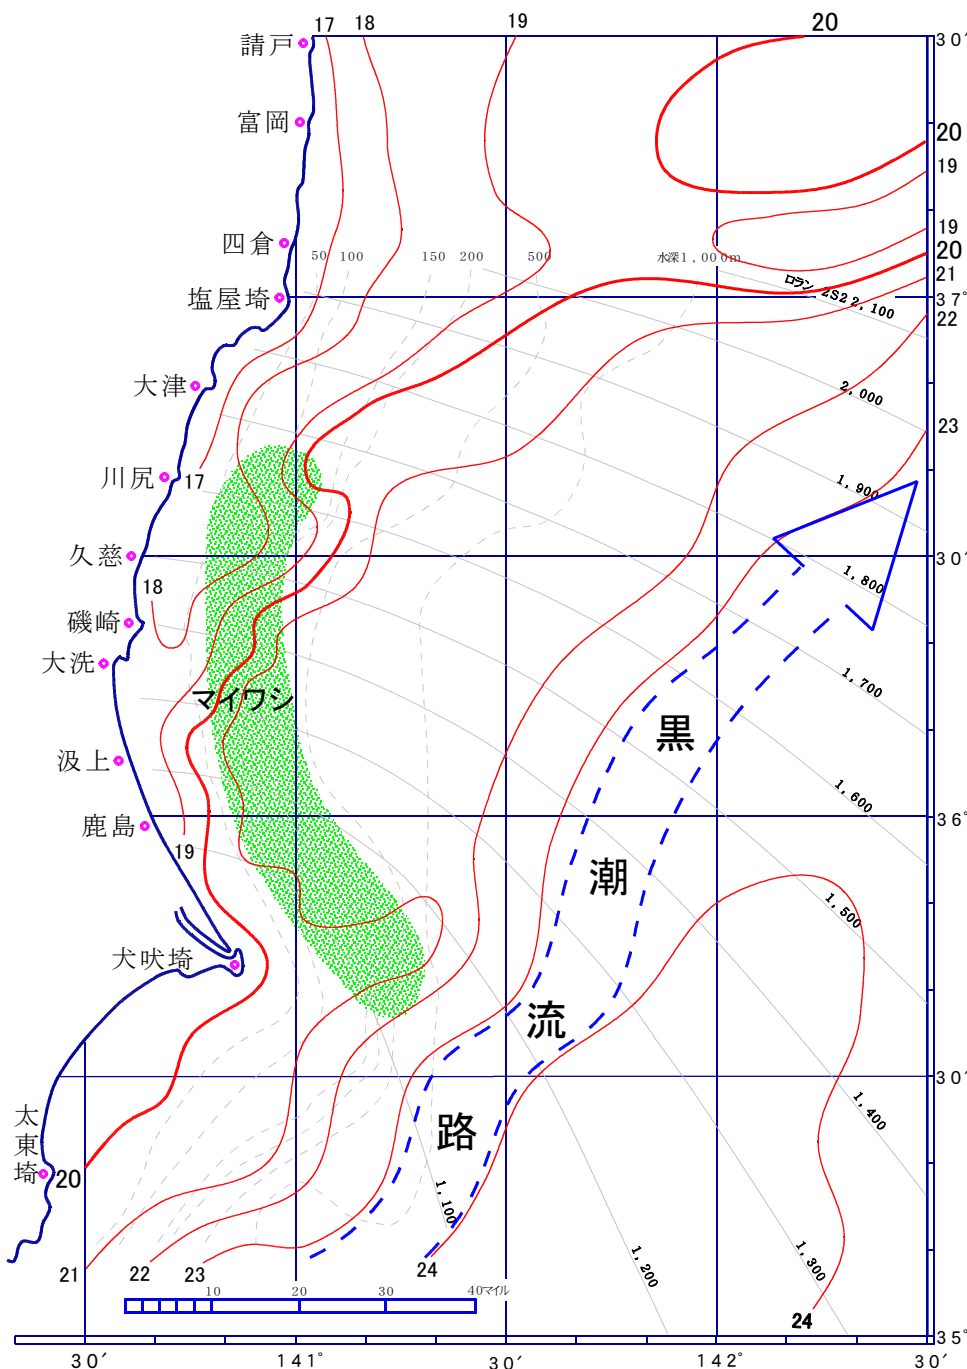 17 18 19 20
請戸 30′
富岡 20
19
四倉 19
20
50 100 150 200 500 水深1,000m
21
塩屋埼 ロラン 2S2 2,100 37°
22
大津 2,000
23
川尻 17 1,900
久慈 30′
18 1,800
磯崎
大洗 1,700
マイワシ
黒
汲上 1,600
鹿島 36°
19
潮
1,500
犬吠埼
流
30′
太東埼 路 1,400
20
1,100
21 22 23 24 1,200 1,300
10 20 30 40マイル
24
35°
30′ 141° 30′ 142° 30′